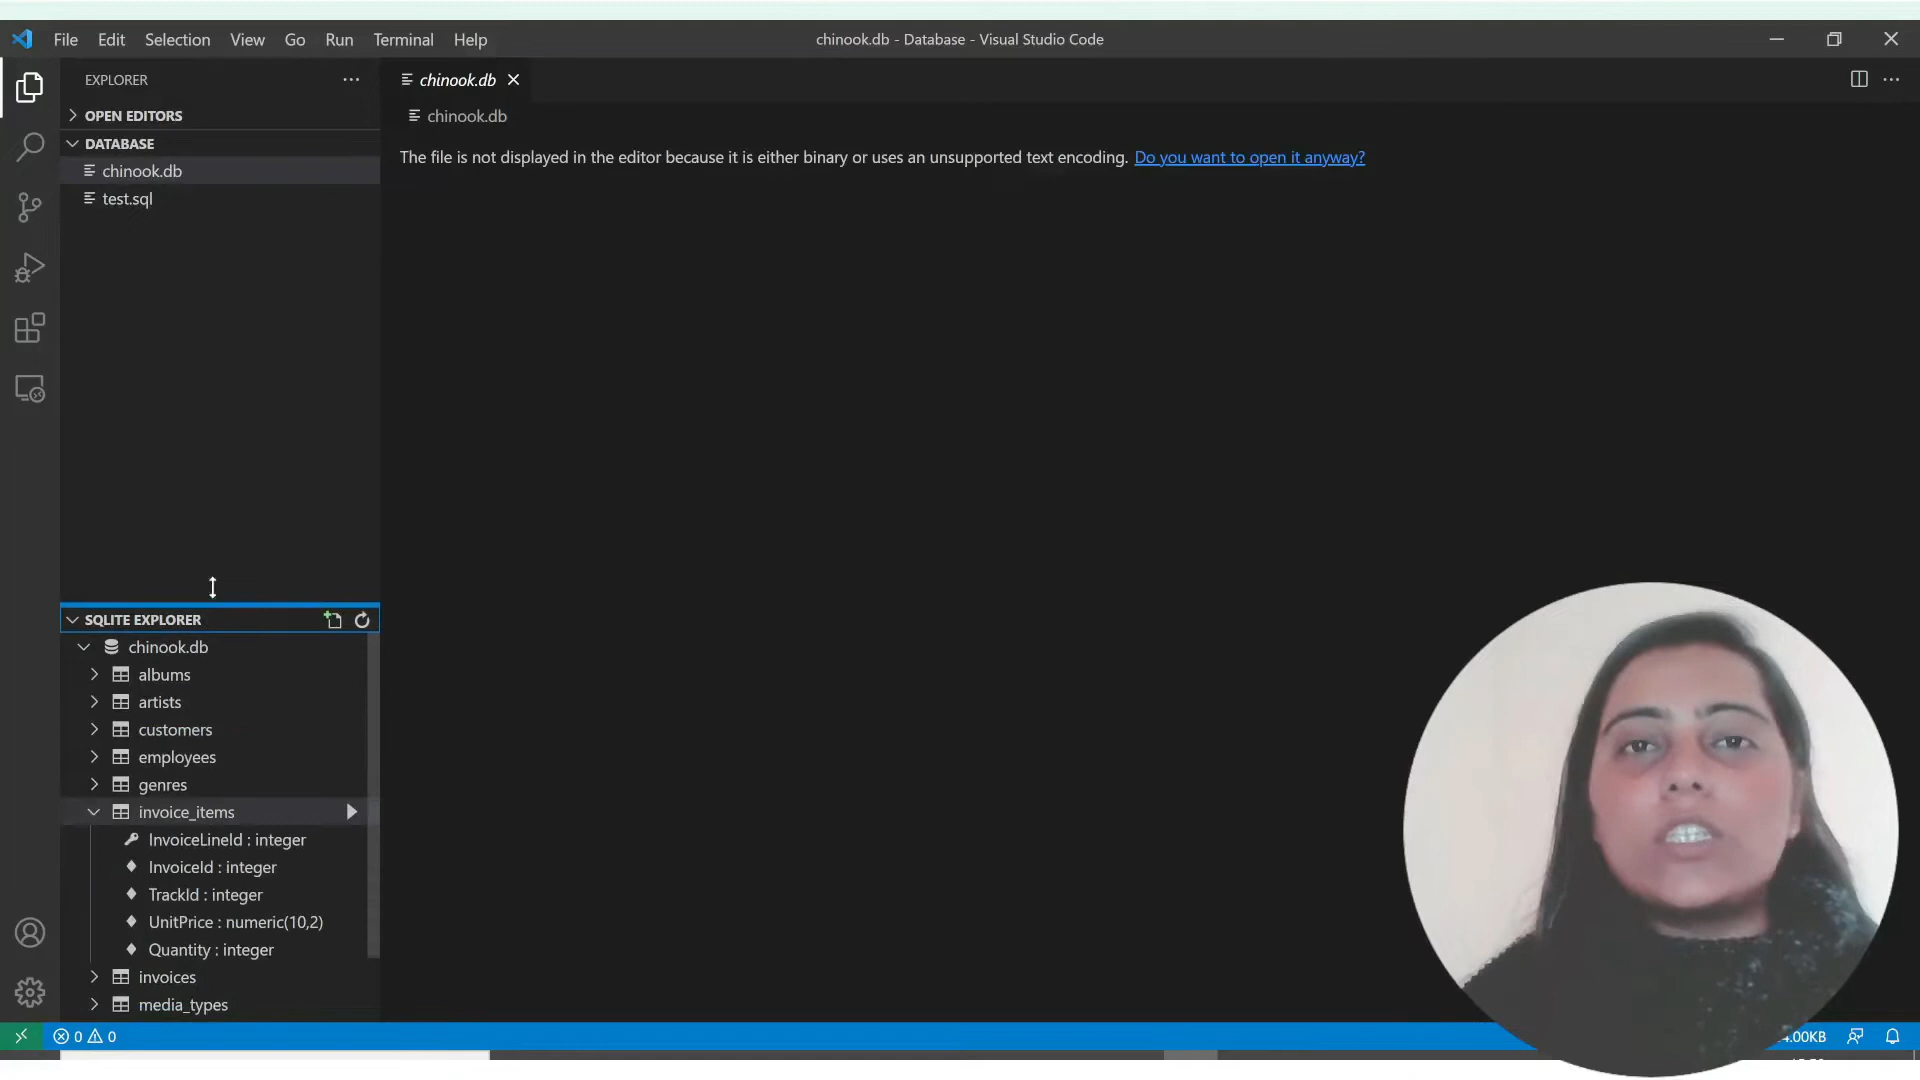 File Edit Selection View Go Run Terminal Help
chinook.db - Database - Visual Studio Code
EXPLORER
OPEN EDITORS
DATABASE
chinook.db
test.sql
chinook.db
chinook.db
The file is not displayed in the editor because it is either binary or uses an unsupported text encoding. Do you want to open it anyway?
SQLITE EXPLORER
chinook.db
albums
artists
customers
employees
genres
invoice_items
InvoiceLineId : integer
InvoiceId : integer
TrackId : integer
UnitPrice : numeric(10,2)
Quantity : integer
invoices
media_types
0 0
.00KB